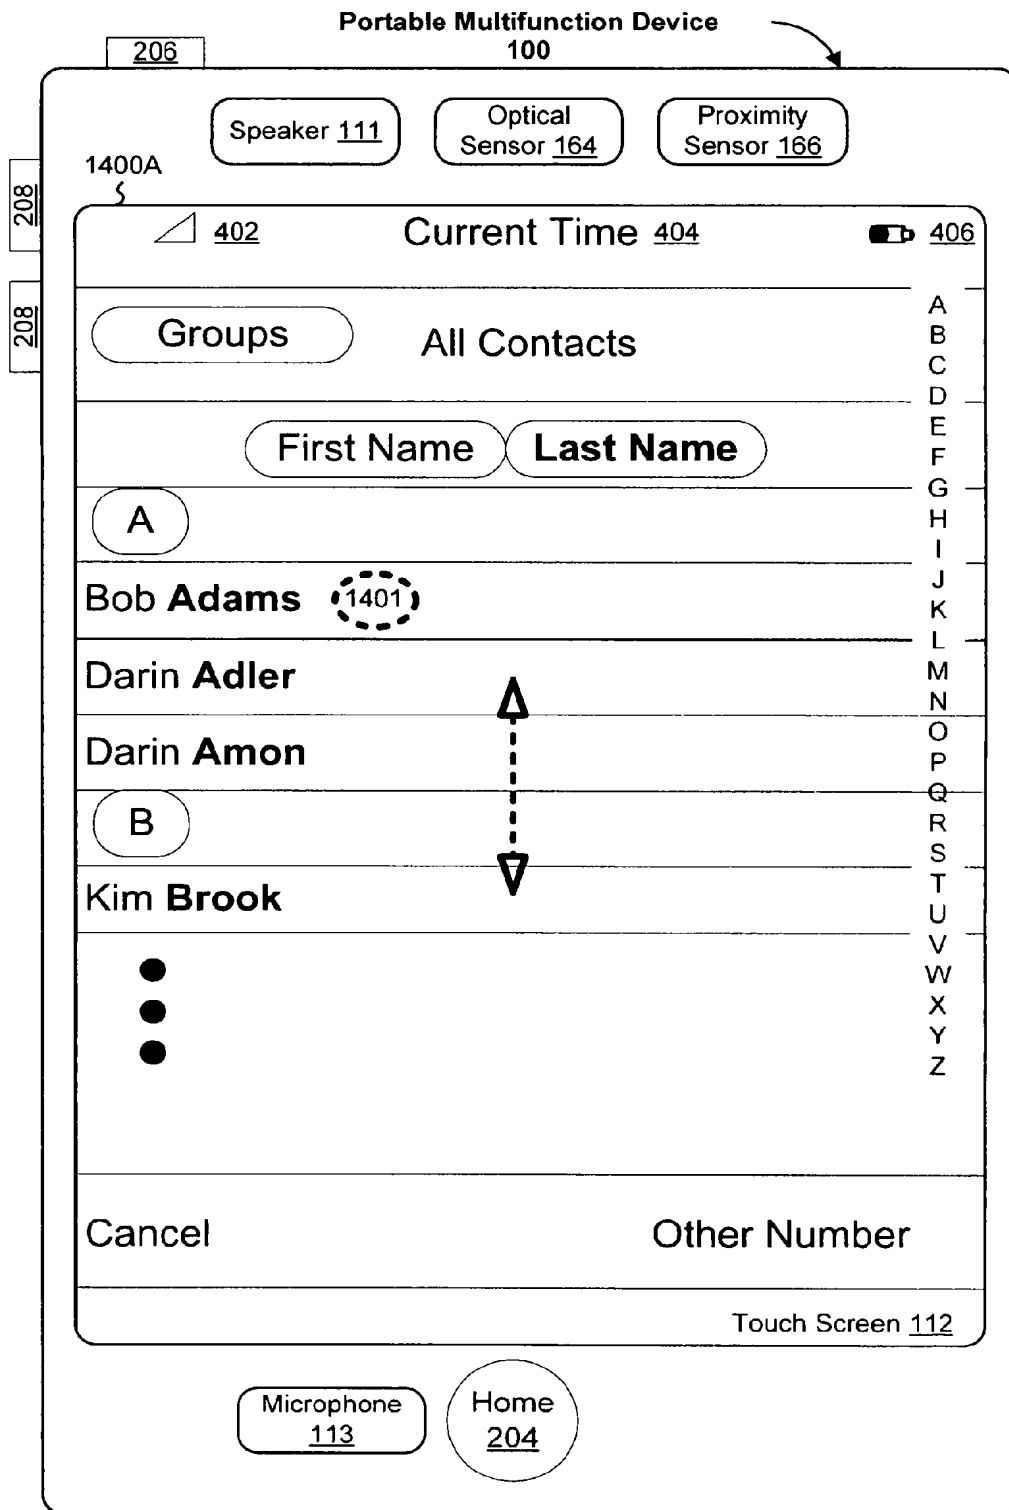 Portable Multifunction Device
100
206
Speaker 111
Optical
Sensor 164
Proximity
Sensor 166
1400A
208
208
402
Current Time 404
406
Groups
All Contacts
First Name
Last Name
A
Bob Adams
1401
Darin Adler
Darin Amon
B
Kim Brook
A
B
C
D
E
F
G
H
I
J
K
L
M
N
O
P
Q
R
S
T
U
V
W
X
Y
Z
Cancel
Other Number
Touch Screen 112
Microphone
113
Home
204